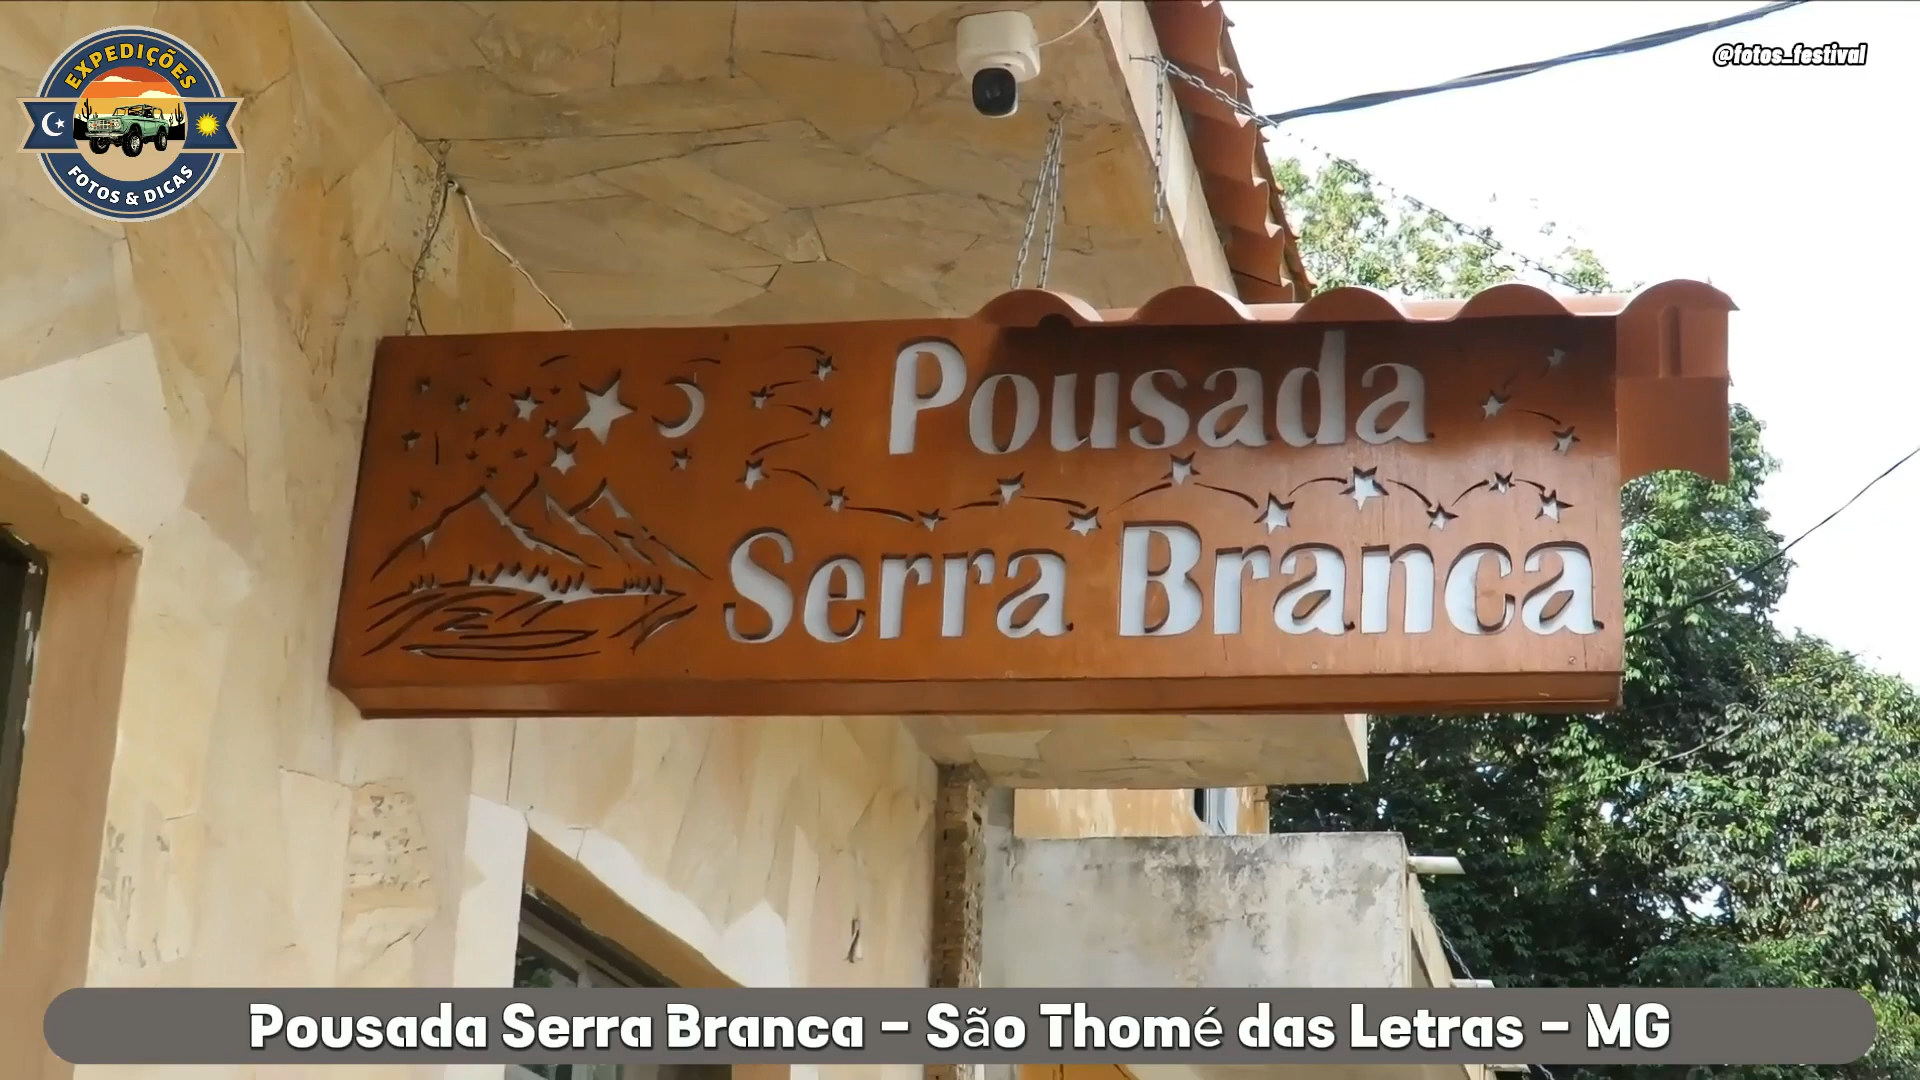 EXPEDIÇÕES
FOTOS & DICAS
@fotos_festival
Pousada
Serra Branca
Pousada Serra Branca - São Thomé das Letras - MG